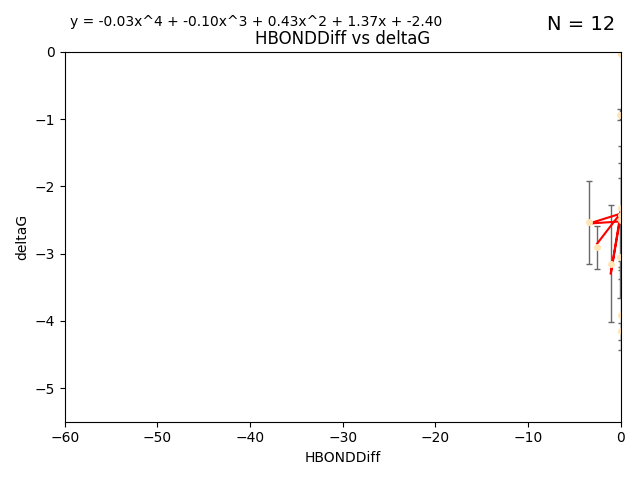 y = -0.03x^4 + -0.10x^3 + 0.43x^2 + 1.37x + -2.40
N = 12
HBONDDiff vs deltaG
0
−1
−2
−3
−4
−5
deltaG
−60 −50 −40 −30 −20 −10 0
HBONDDiff